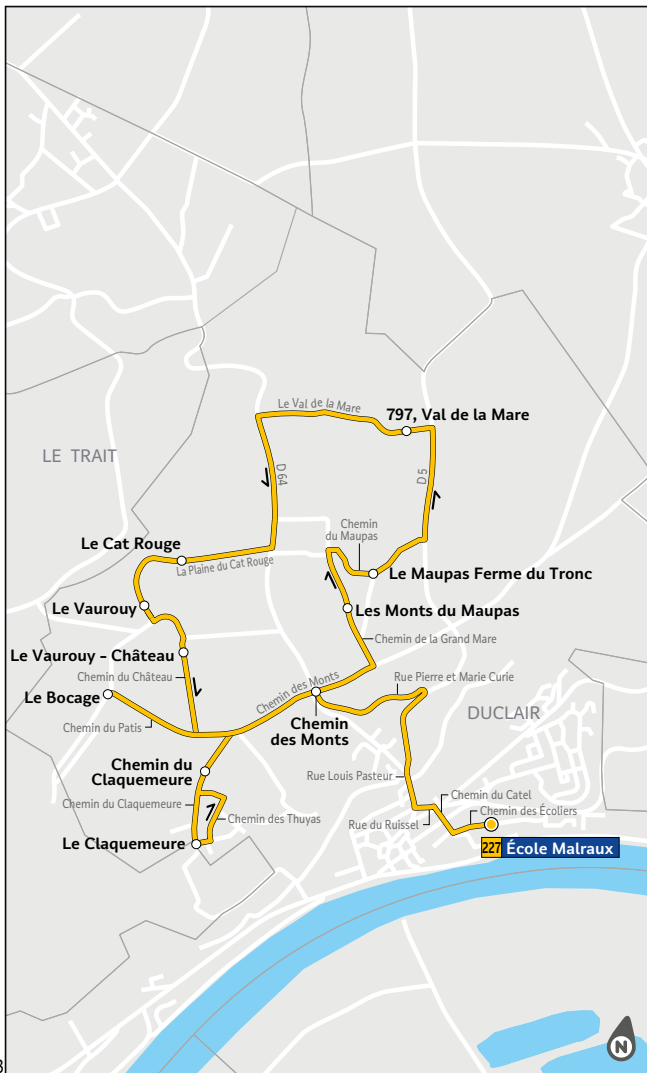 Le Val de la Mare
797, Val de la Mare
LE TRAIT
D 64
D 5
Chemin
du Maupas
Le Cat Rouge
La Plaine du Cat Rouge
Le Maupas Ferme du Tronc
Le Vaurouy
Les Monts du Maupas
Chemin de la Grand Mare
Le Vaurouy - Château
Chemin du Château
Chemin des Monts
Rue Pierre et Marie Curie
Le Bocage
DUCLAIR
Chemin du Patis
Chemin
des Monts
Chemin du
Claquemeure
Rue Louis Pasteur
Chemin du Catel
Chemin du Claquemeure
Chemin des Écoliers
Chemin des Thuyas
Rue du Ruissel
Le Claquemeure
227 École Malraux
N